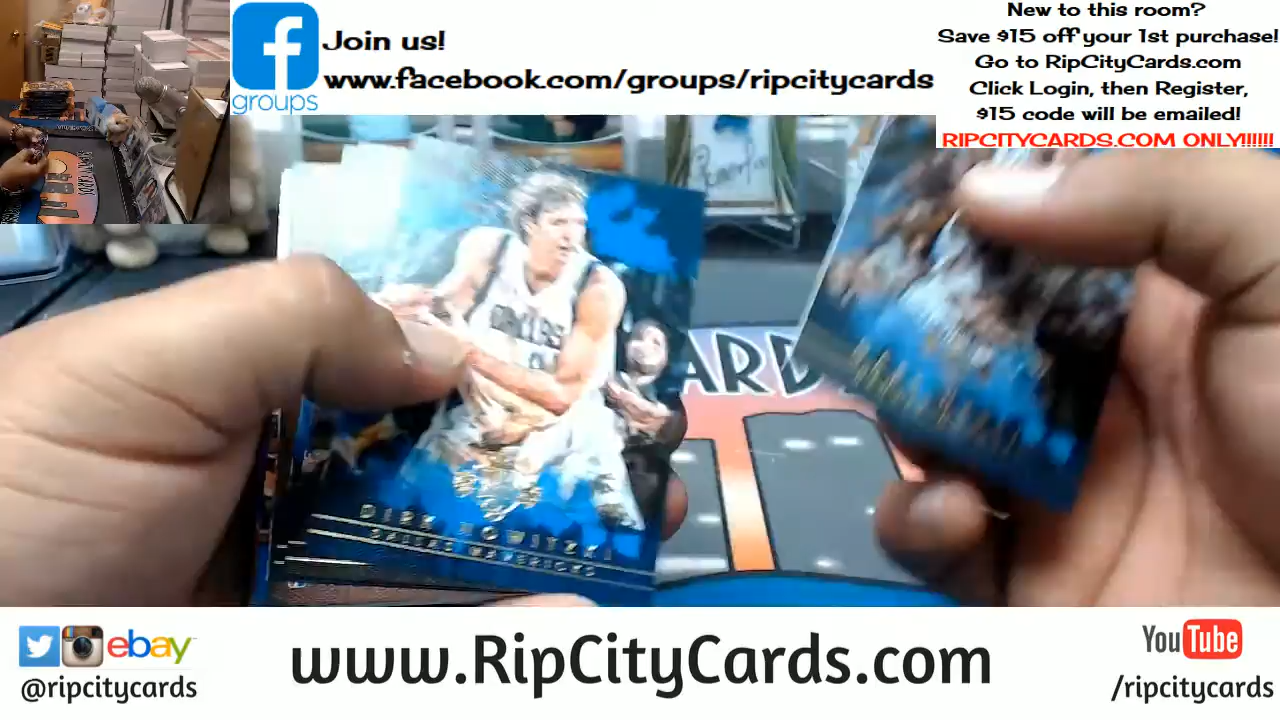 Join us!
www.facebook.com/groups/ripcitycards
groups
New to this room?
Save $15 off your 1st purchase!
Go to RipCityCards.com
Click Login, then Register,
$15 code will be emailed!
RIPCITYCARDS.COM ONLY!!!!!!
ARD
DALLAS
DIRK NOWITZKI
DALLAS MAVERICKS
ebay
@ripcitycards
www.RipCityCards.com
YouTube
/ripcitycards